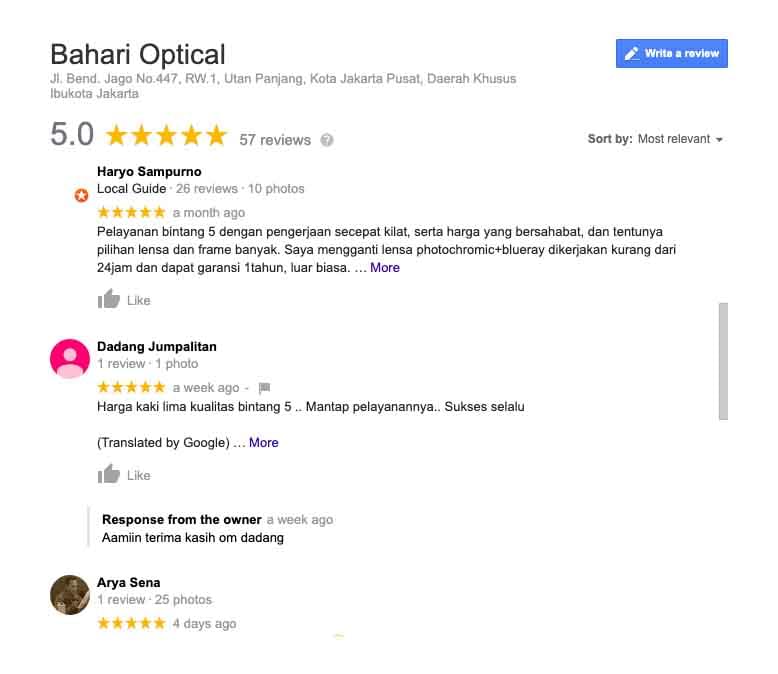 Bahari Optical
Write a review
Jl. Bend. Jago No.447, RW.1, Utan Panjang, Kota Jakarta Pusat, Daerah Khusus
Ibukota Jakarta
5.0 57 reviews ?
Sort by: Most relevant
Haryo Sampurno
Local Guide · 26 reviews · 10 photos
a month ago
Pelayanan bintang 5 dengan pengerjaan secepat kilat, serta harga yang bersahabat, dan tentunya
pilihan lensa dan frame banyak. Saya mengganti lensa photochromic+blueray dikerjakan kurang dari
24jam dan dapat garansi 1tahun, luar biasa. … More
Like
Dadang Jumpalitan
1 review · 1 photo
a week ago -
Harga kaki lima kualitas bintang 5 .. Mantap pelayanannya.. Sukses selalu
(Translated by Google) … More
Like
Response from the owner a week ago
Aamiin terima kasih om dadang
Arya Sena
1 review · 25 photos
4 days ago